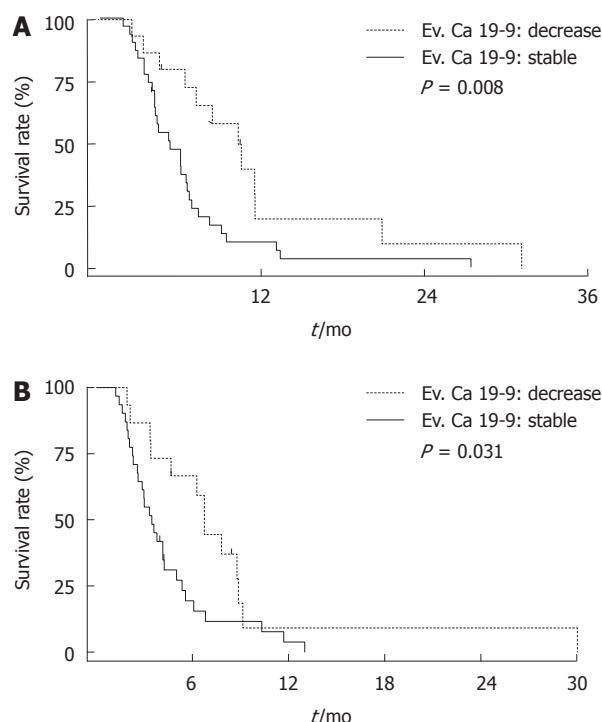 A
100
75
50
25
0
Survival rate (%)
Ev. Ca 19-9: decrease
Ev. Ca 19-9: stable
P = 0.008
12 24 36
t/mo
B
100
75
50
25
0
Survival rate (%)
Ev. Ca 19-9: decrease
Ev. Ca 19-9: stable
P = 0.031
6 12 18 24 30
t/mo